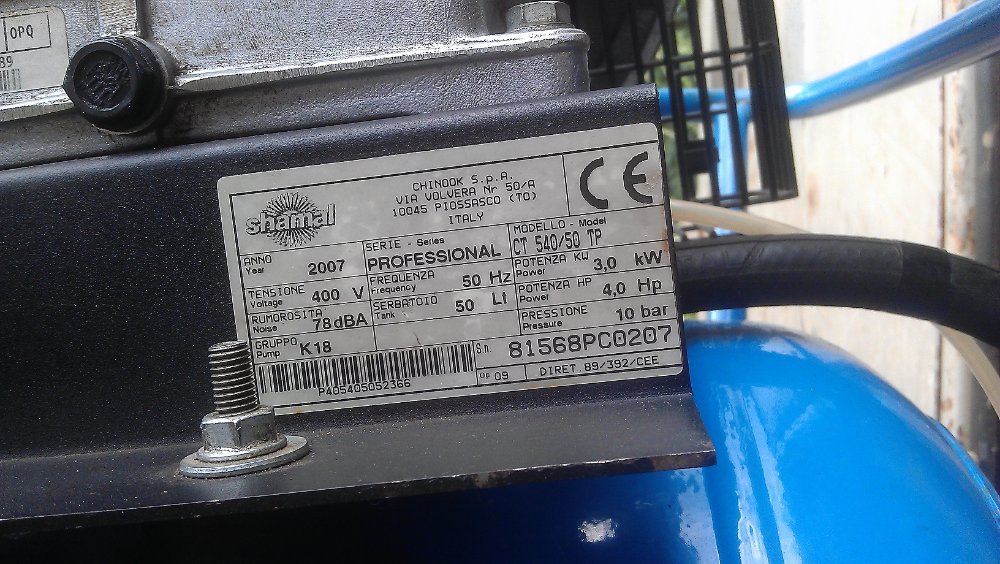 OPQ
89
shamal
CHINOOK S.p.A.
VIA VOLVERA Nr 50/A
10045 PIOSSASCO (TO)
ITALY
CE
ANNO
Year
2007
SERIE - Series
PROFESSIONAL
MODELLO - Model
CT 540/50 TP
TENSIONE
Voltage
400 V
FREQUENZA
Frequency
50 Hz
POTENZA KW
Power
3,0 kW
RUMOROSITA
Noise
78dBA
SERBATOIO
Tank
50 Lt
POTENZA HP
Power
4,0 Hp
GRUPPO
Pump
K18
PRESSIONE
Pressure
10 bar
S.n.
81568PC0207
P405405052366
09
DIRET.89/392/CEE